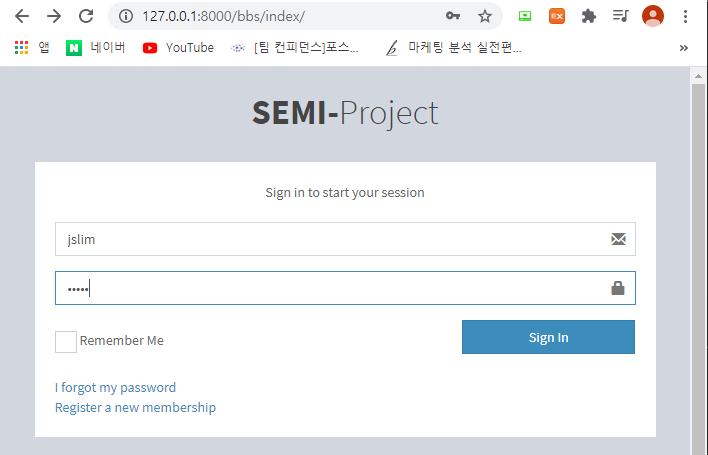 127.0.0.1:8000/bbs/index/
앱 네이버 YouTube [팀 컨피던스]포스... 마케팅 분석 실전편...
SEMI-Project
Sign in to start your session
jslim
•••••
Remember Me Sign In
I forgot my password
Register a new membership